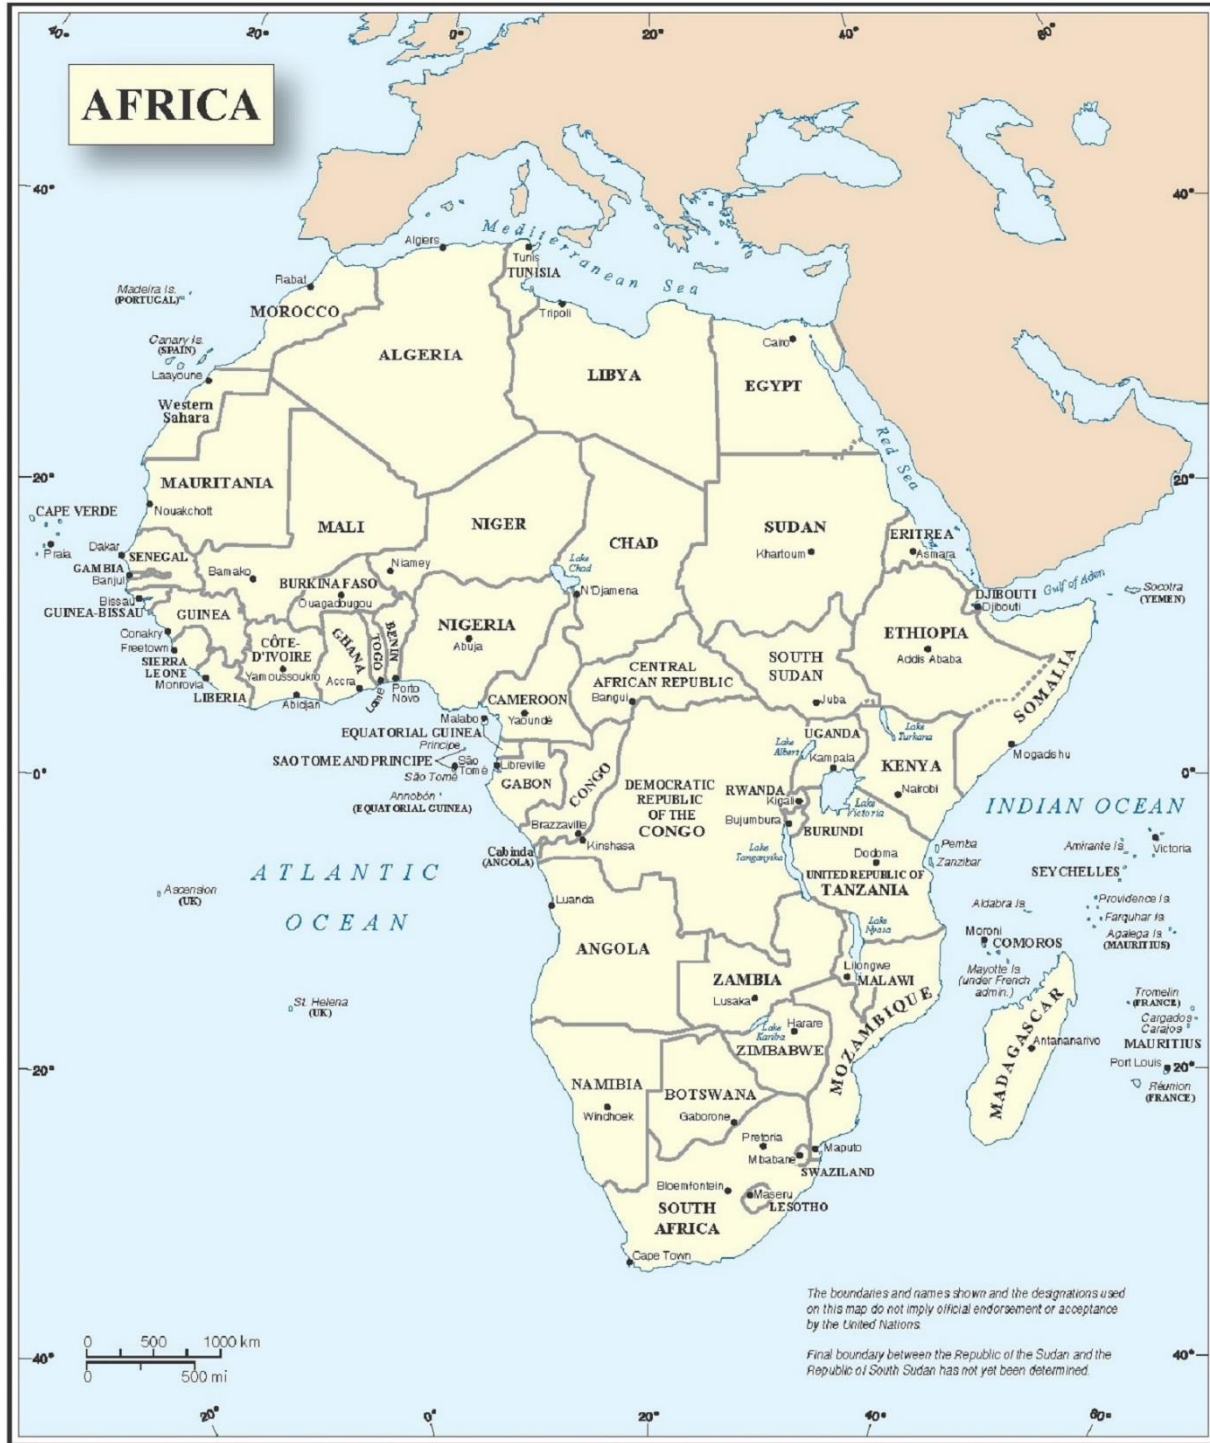 40°
20°
0°
20°
40°
60°
AFRICA
40°
40°
Mediterranean Sea
Algiers
Tunis
TUNISIA
Rabat
Madeira Is.
(PORTUGAL)
MOROCCO
Tripoli
Canary Is.
(SPAIN)
Cairo
ALGERIA
LIBYA
EGYPT
Laayoune
Western
Sahara
Red Sea
20°
20°
MAURITANIA
Nouakchott
CAPE VERDE
Praia
MALI
NIGER
CHAD
SUDAN
Khartoum
ERITREA
Asmara
Dakar
SENEGAL
GAMBIA
Banjul
Bamako
Niamey
Lake
Chad
N'Djamena
BURKINA FASO
Ouagadougou
DJIBOUTI
Djibouti
Gulf of Aden
Socotra
(YEMEN)
Bissau
GUINEA-BISSAU
GUINEA
NIGERIA
Abuja
BENIN
TOGO
GHANA
CÔTE-
D'IVOIRE
Yamoussoukro
ETHIOPIA
Addis Ababa
Conakry
Freetown
SIERRA
LEONE
Monrovia
LIBERIA
Abidjan
Accra
Lomé
Porto
Novo
CENTRAL
AFRICAN REPUBLIC
Bangui
SOUTH
SUDAN
Juba
SOMALIA
Mogadishu
CAMEROON
Yaoundé
Malabo
EQUATORIAL GUINEA
Principe
SAO TOME AND PRINCIPE
São
Tomé
São Tomé
Libreville
GABON
Annobón
(EQUATORIAL GUINEA)
CONGO
DEMOCRATIC
REPUBLIC
OF THE
CONGO
Lake
Albert
UGANDA
Kampala
Lake
Turkana
KENYA
Nairobi
0°
0°
INDIAN OCEAN
RWANDA
Kigali
Lake
Victoria
Bujumbura
BURUNDI
Brazzaville
Kinshasa
Cabinda
(ANGOLA)
Lake
Tanganyika
Dodoma
UNITED REPUBLIC OF
TANZANIA
Pemba
Zanzibar
Amirante Is.
Victoria
SEYCHELLES
ATLANTIC
OCEAN
Ascension
(UK)
Luanda
Aldabra Is.
Providence Is.
Farquhar Is.
Agalega Is.
(MAURITIUS)
Lake
Nyasa
Moroni
COMOROS
Mayotte Is.
(under French
admin.)
ANGOLA
ZAMBIA
Lusaka
Lilongwe
MALAWI
MOZAMBIQUE
St. Helena
(UK)
Tromelin
(FRANCE)
Cargados
Carajos
MAURITIUS
Port Louis
Réunion
(FRANCE)
MADAGASCAR
Antananarivo
Lake
Kariba
Harare
ZIMBABWE
20°
20°
NAMIBIA
Windhoek
BOTSWANA
Gaborone
Pretoria
Mbabane
Maputo
SWAZILAND
Bloemfontein
Maseru
LESOTHO
SOUTH
AFRICA
Cape Town
The boundaries and names shown and the designations used
on this map do not imply official endorsement or acceptance
by the United Nations.
Final boundary between the Republic of the Sudan and the
Republic of South Sudan has not yet been determined.
0 500 1000 km
0 500 mi
40°
40°
20°
0°
20°
40°
60°